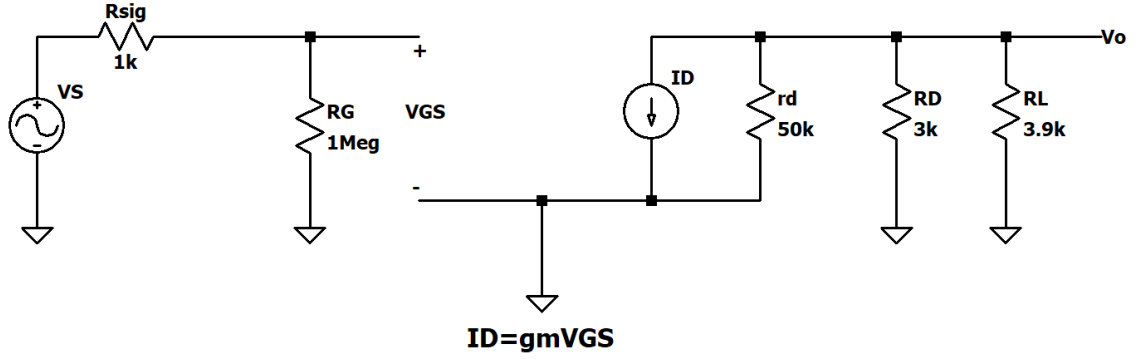 Rsig
1k
VS
+
-
RG
1Meg
+
VGS
-
ID
rd
50k
RD
3k
RL
3.9k
Vo
ID=gmVGS